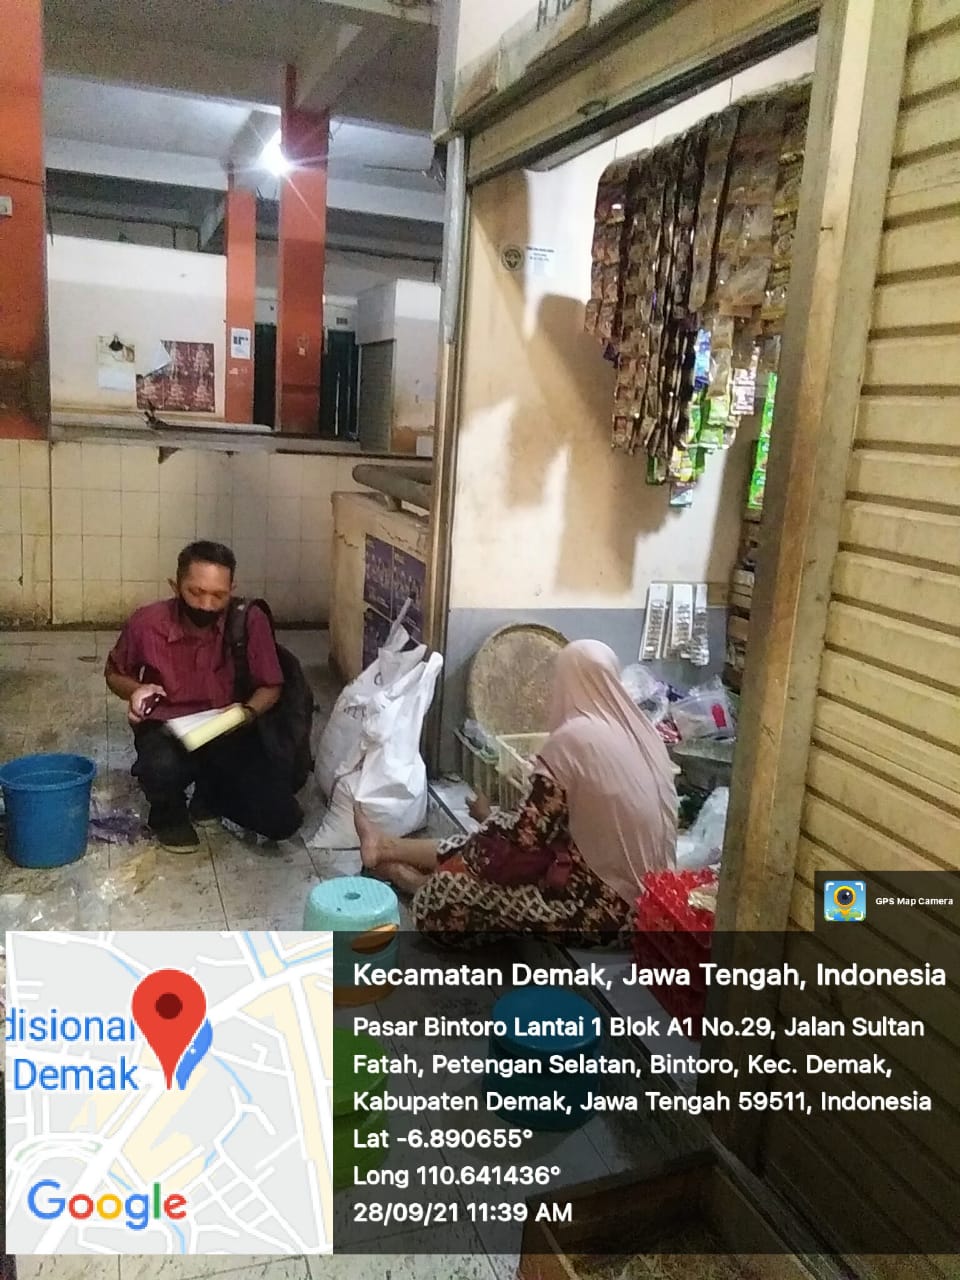 GPS Map Camera
disional
Demak
Google
Kecamatan Demak, Jawa Tengah, Indonesia
Pasar Bintoro Lantai 1 Blok A1 No.29, Jalan Sultan
Fatah, Petengan Selatan, Bintoro, Kec. Demak,
Kabupaten Demak, Jawa Tengah 59511, Indonesia
Lat -6.890655°
Long 110.641436°
28/09/21 11:39 AM